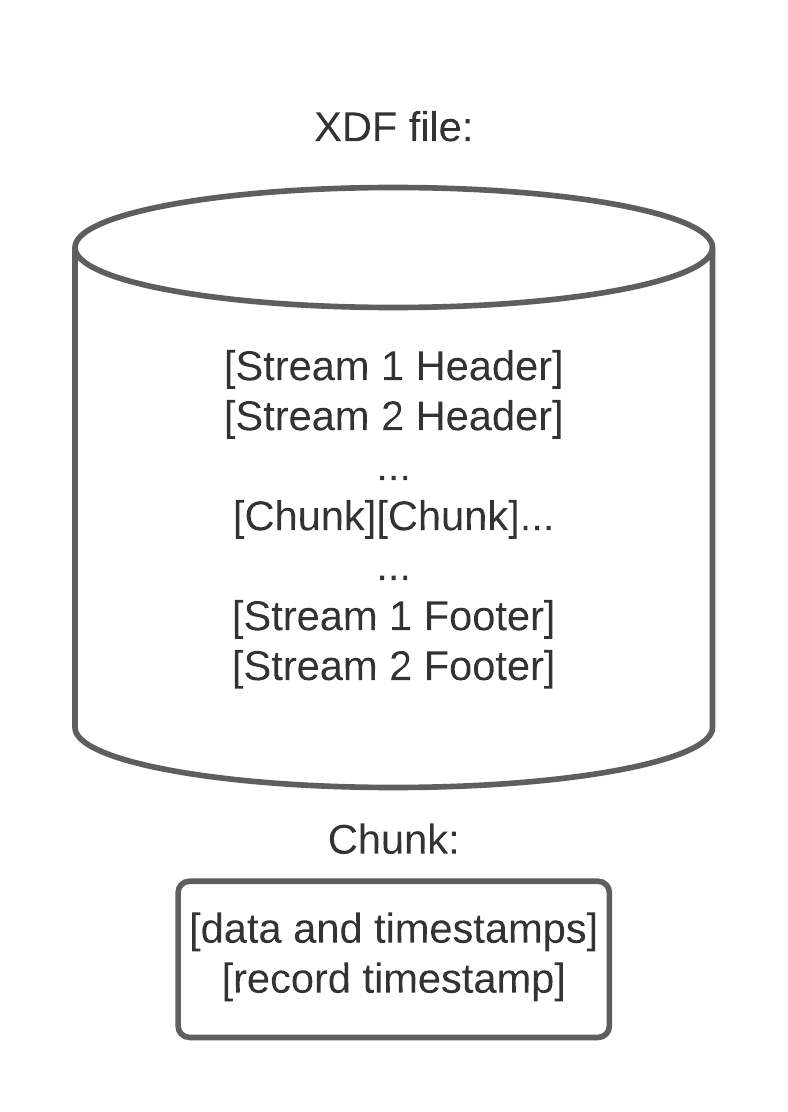 XDF file:
[Stream 1 Header]
[Stream 2 Header]
...
[Chunk][Chunk]...
...
[Stream 1 Footer]
[Stream 2 Footer]
Chunk:
[data and timestamps]
[record timestamp]